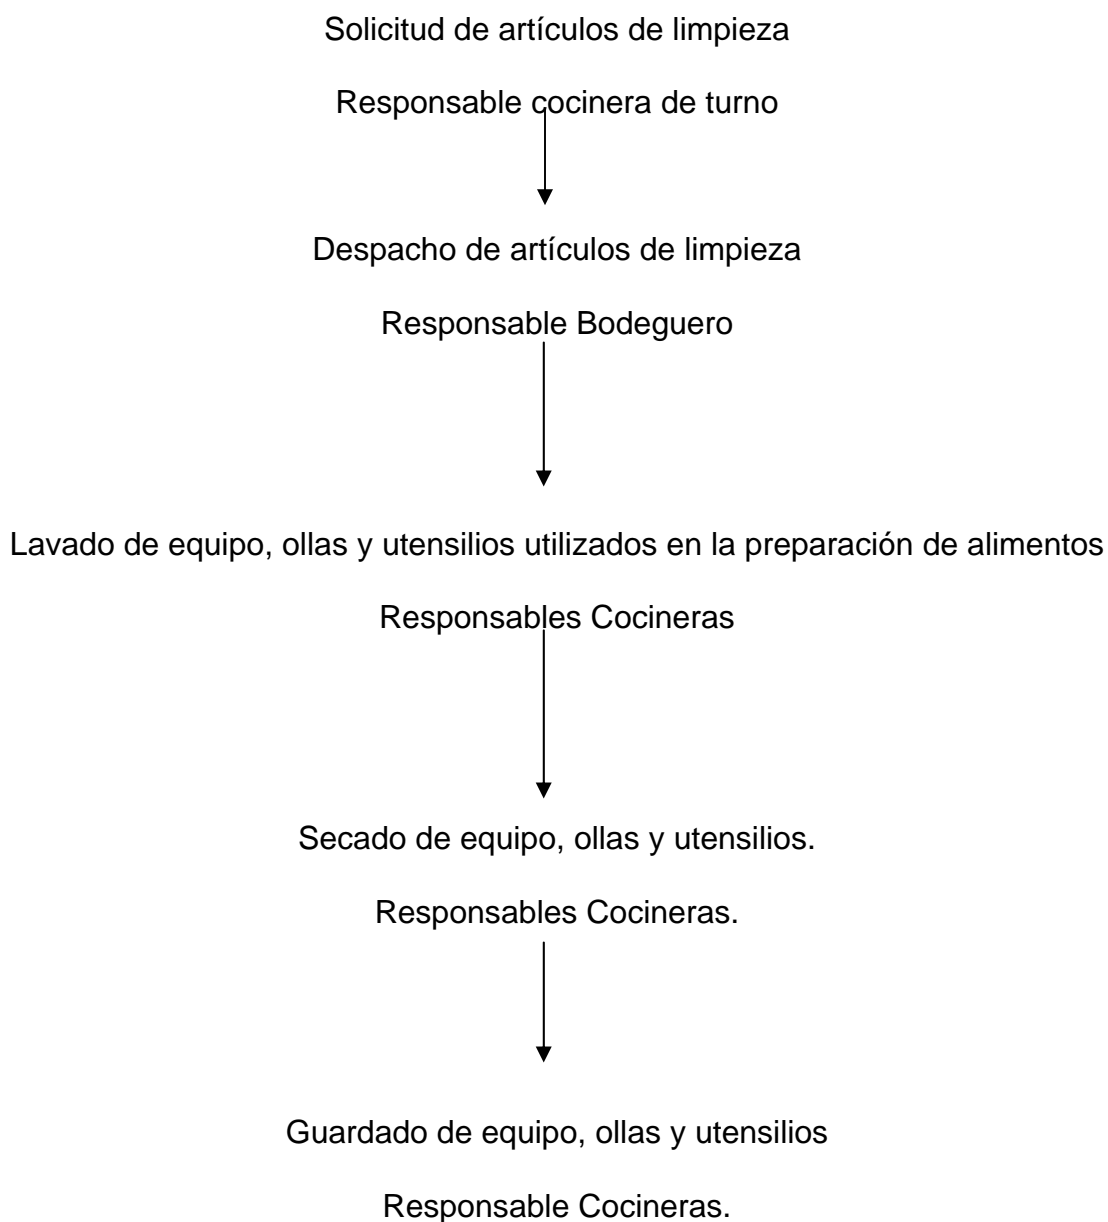 Solicitud de artículos de limpieza
Responsable cocinera de turno
Despacho de artículos de limpieza
Responsable Bodeguero
Lavado de equipo, ollas y utensilios utilizados en la preparación de alimentos
Responsables Cocineras
Secado de equipo, ollas y utensilios.
Responsables Cocineras.
Guardado de equipo, ollas y utensilios
Responsable Cocineras.